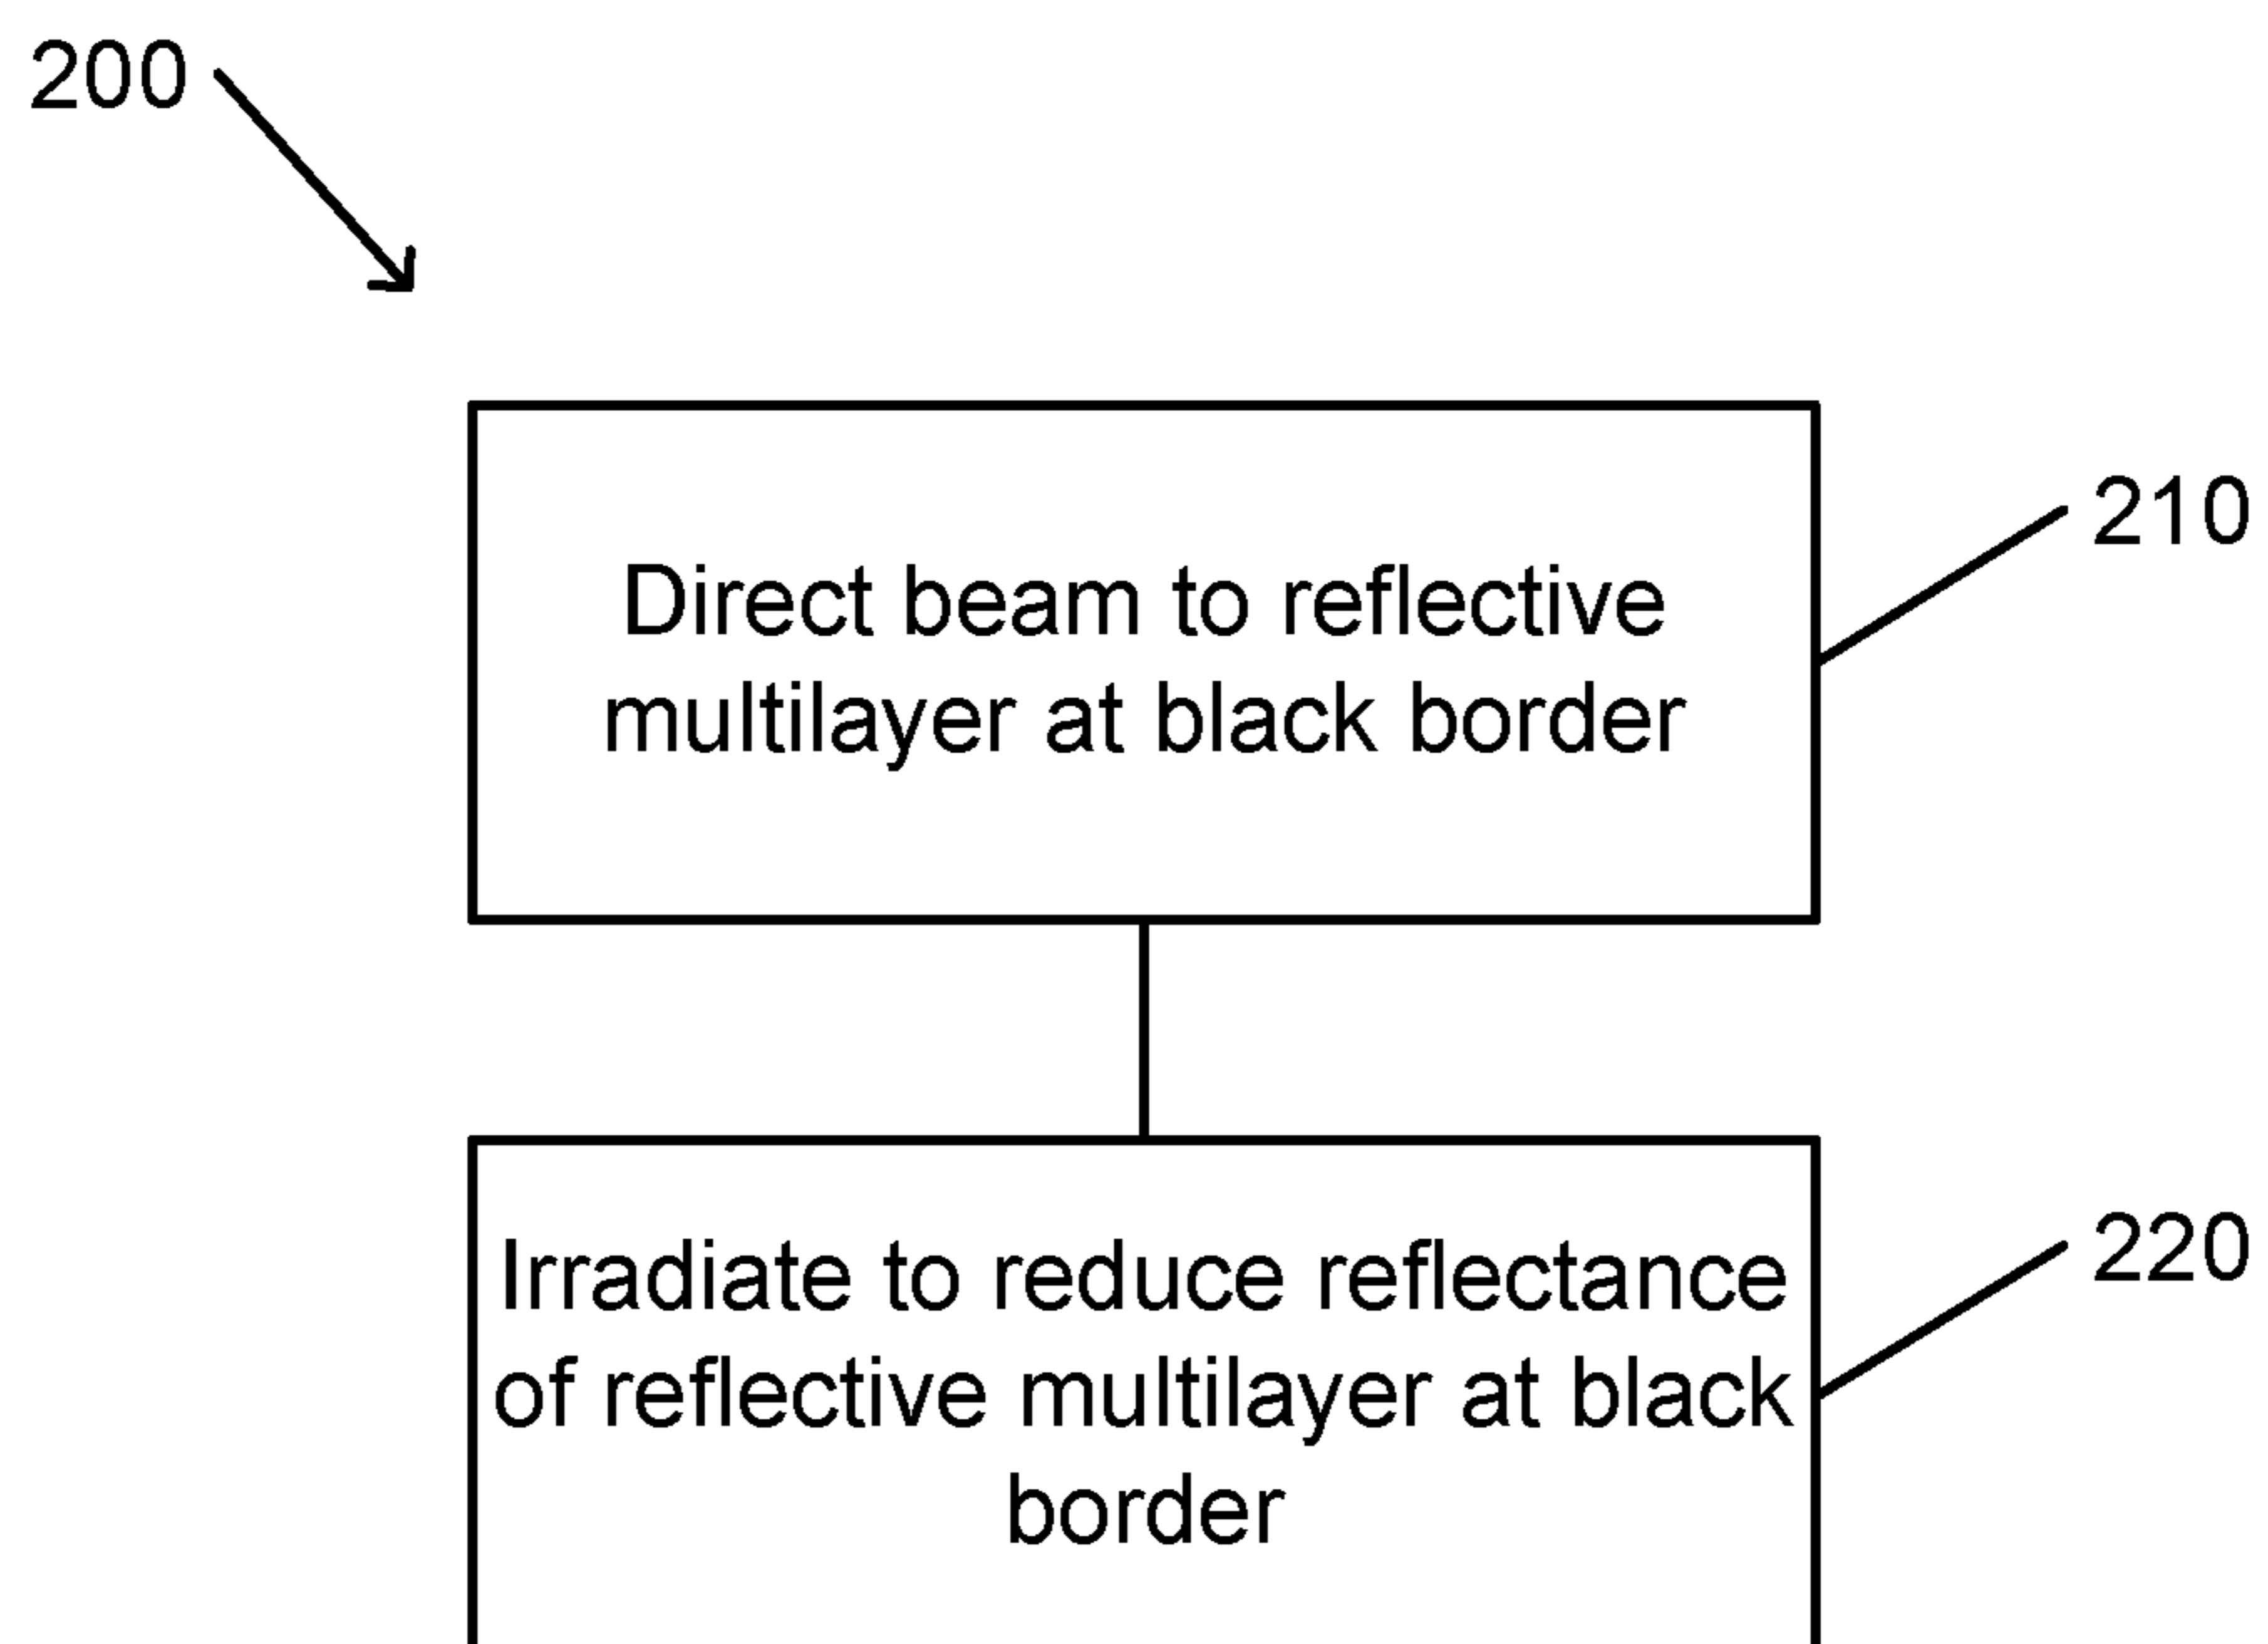 200
210
Direct beam to reflective
multilayer at black border
220
Irradiate to reduce reflectance
of reflective multilayer at black
border